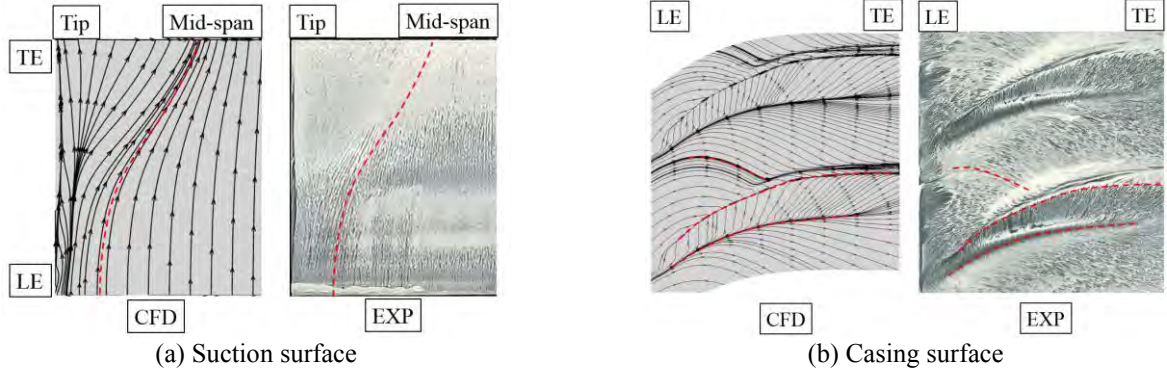 Tip Mid-span Tip Mid-span
TE
LE
CFD EXP
(a) Suction surface
LE TE LE TE
CFD EXP
(b) Casing surface